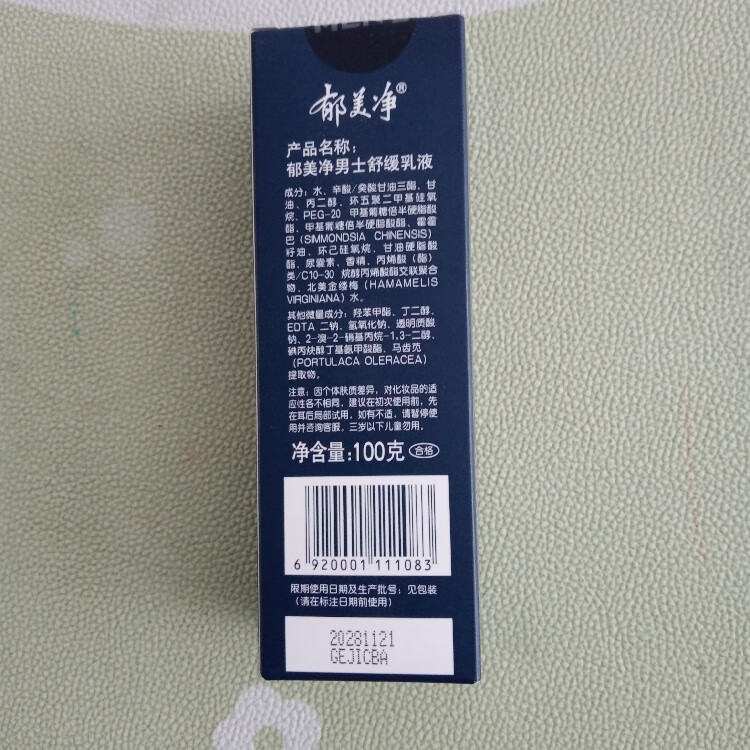 郁美净®
产品名称：
郁美净男士舒缓乳液
成分：水、辛酸/癸酸甘油三酯、甘
油、丙二醇、环五聚二甲基硅氧
烷、PEG-20 甲基葡糖倍半硬脂酸
酯、甲基葡糖倍半硬脂酸酯、霍霍
巴（SIMMONDSIA CHINENSIS）
籽油、环己硅氧烷、甘油硬脂酸
酯、尿囊素、香精、丙烯酸（酯）
类/C10-30 烷醇丙烯酸酯交联聚合
物、北美金缕梅（HAMAMELIS
VIRGINIANA）水。
其他微量成分：羟苯甲酯、丁二醇、
EDTA 二钠、氢氧化钠、透明质酸
钠、2-溴-2-硝基丙烷-1,3-二醇、
碘丙炔醇丁基氨甲酸酯、马齿苋
（PORTULACA OLERACEA）
提取物。
注意：因个体肤质差异，对化妆品的适
应性各不相同，建议在初次使用前，先
在耳后局部试用，如有不适，请暂停使
用并咨询客服，三岁以下儿童勿用。
净含量:100克 合格
6 920001 111083
限期使用日期及生产批号：见包装
（请在标注日期前使用）
20281121
GEJICBA